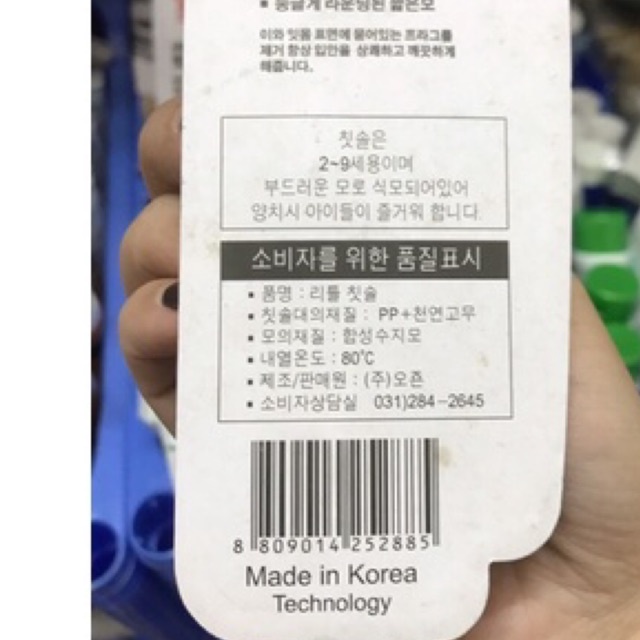 ▪ 둥글게 라운딩된 짧은모
이와 잇몸 표면에 묻어있는 프라그를
제거 항상 입안을 상쾌하고 깨끗하게
해줍니다.
칫솔은
2~9세용이며
부드러운 모로 식모되어있어
양치시 아이들이 즐거워 합니다.
소비자를 위한 품질표시
▪ 품명 : 리틀 칫솔
▪ 칫솔대의재질 : PP+천연고무
▪ 모의재질 : 합성수지모
▪ 내열온도 : 80℃
▪ 제조/판매원 : (주)오존
▪ 소비자상담실 031)284-2645
8 809014 252885
Made in Korea
Technology